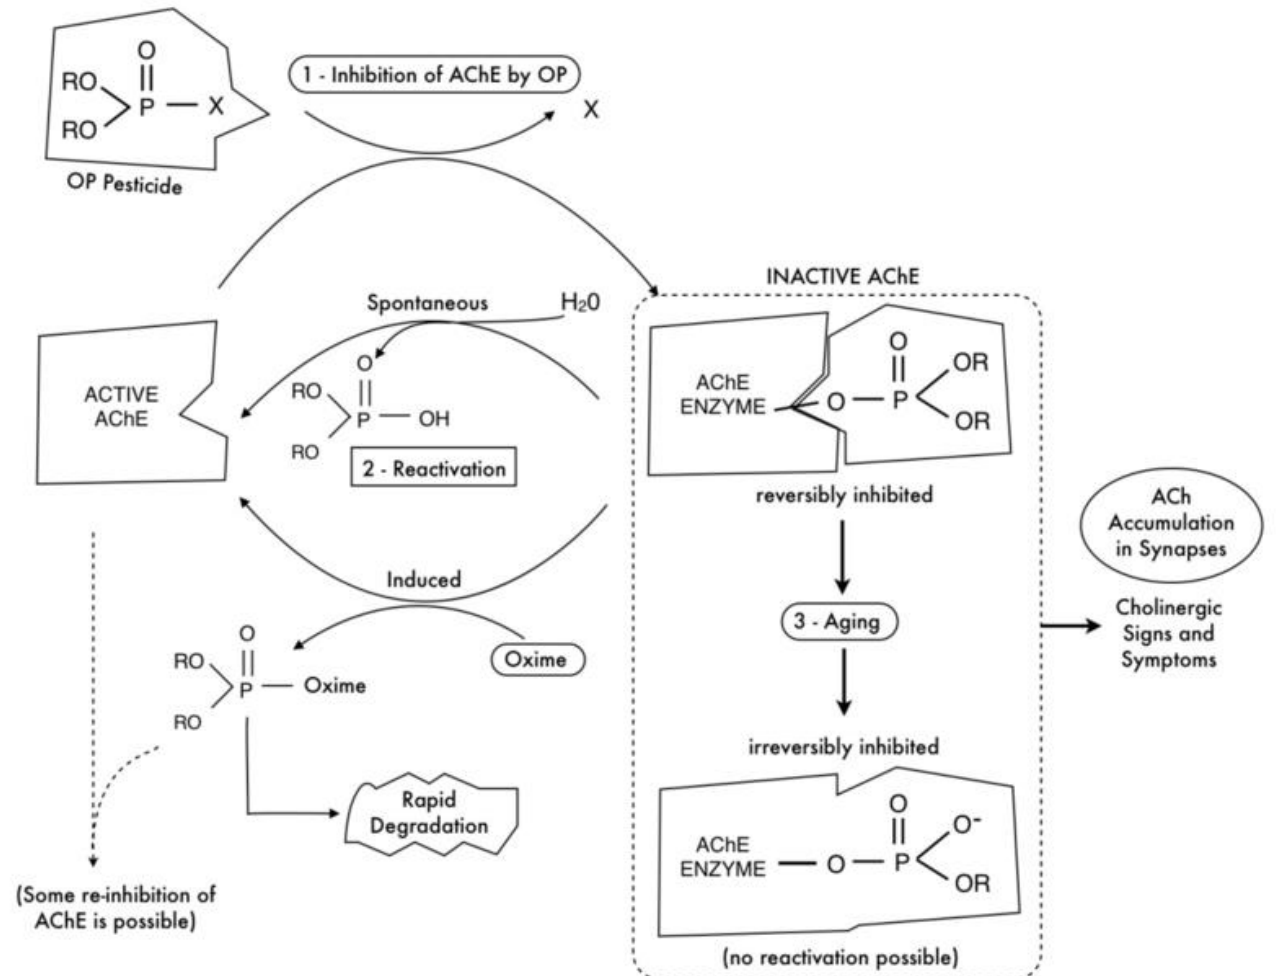 O
RO
P
X
RO
OP Pesticide
1 - Inhibition of AChE by OP
X
INACTIVE AChE
Spontaneous
H₂0
ACTIVE
AChE
O
RO
P
OH
RO
2 - Reactivation
AChE
ENZYME
O
O
P
OR
OR
reversibly inhibited
ACh
Accumulation
in Synapses
Cholinergic
Signs and
Symptoms
Induced
Oxime
O
RO
P
Oxime
RO
3 - Aging
irreversibly inhibited
Rapid
Degradation
AChE
ENZYME
O
O
P
O⁻
OR
(Some re-inhibition of
AChE is possible)
(no reactivation possible)